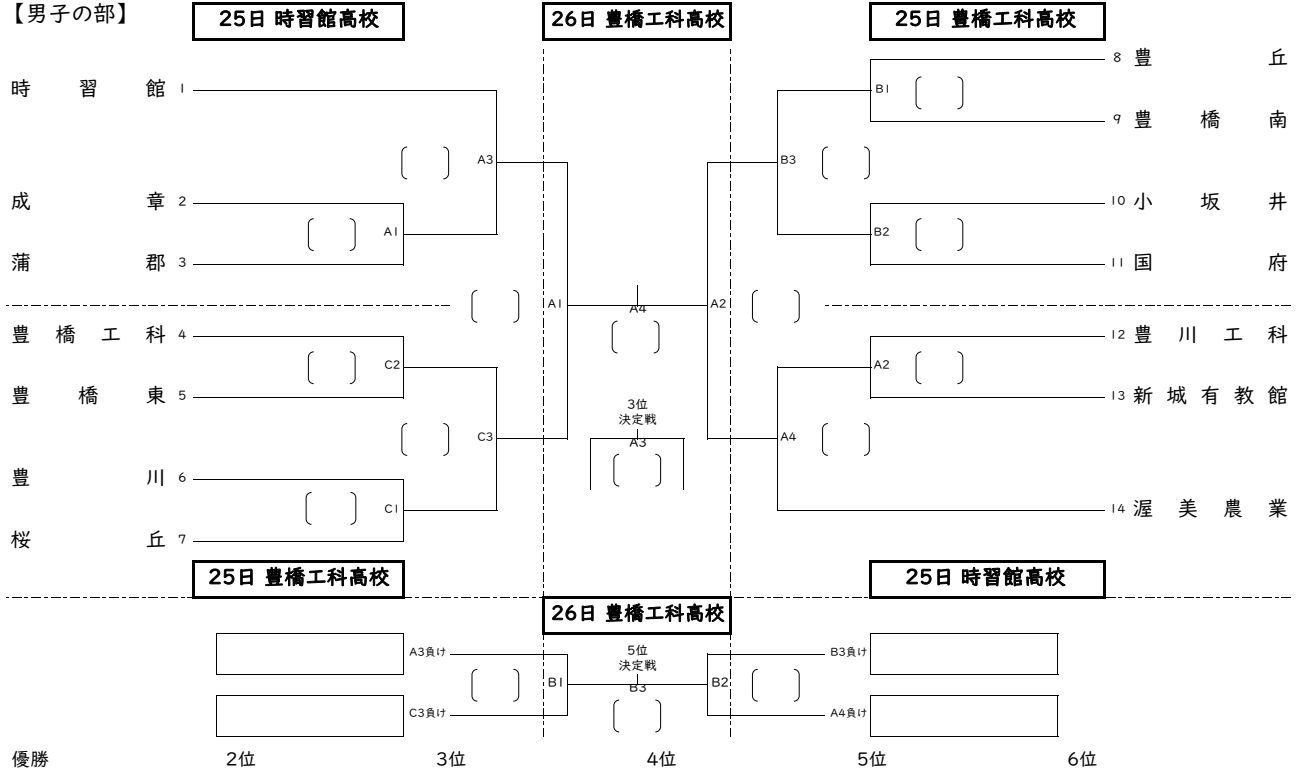 【男子の部】
25日 時習館高校
26日 豊橋工科高校
25日 豊橋工科高校
時習館 1
成章 2
蒲郡 3
豊橋工科 4
豊橋東 5
豊川 6
桜丘 7
A3
A1
C2
C3
C1
A1
A4
A2
3位
決定戦
A3
B1
B3
B2
A2
A4
8 豊丘
9 豊橋南
10 小坂井
11 国府
12 豊川工科
13 新城有教館
14 渥美農業
25日 豊橋工科高校
25日 時習館高校
26日 豊橋工科高校
A3負け
C3負け
B1
5位
決定戦
B3
B2
B3負け
A4負け
優勝 2位 3位 4位 5位 6位